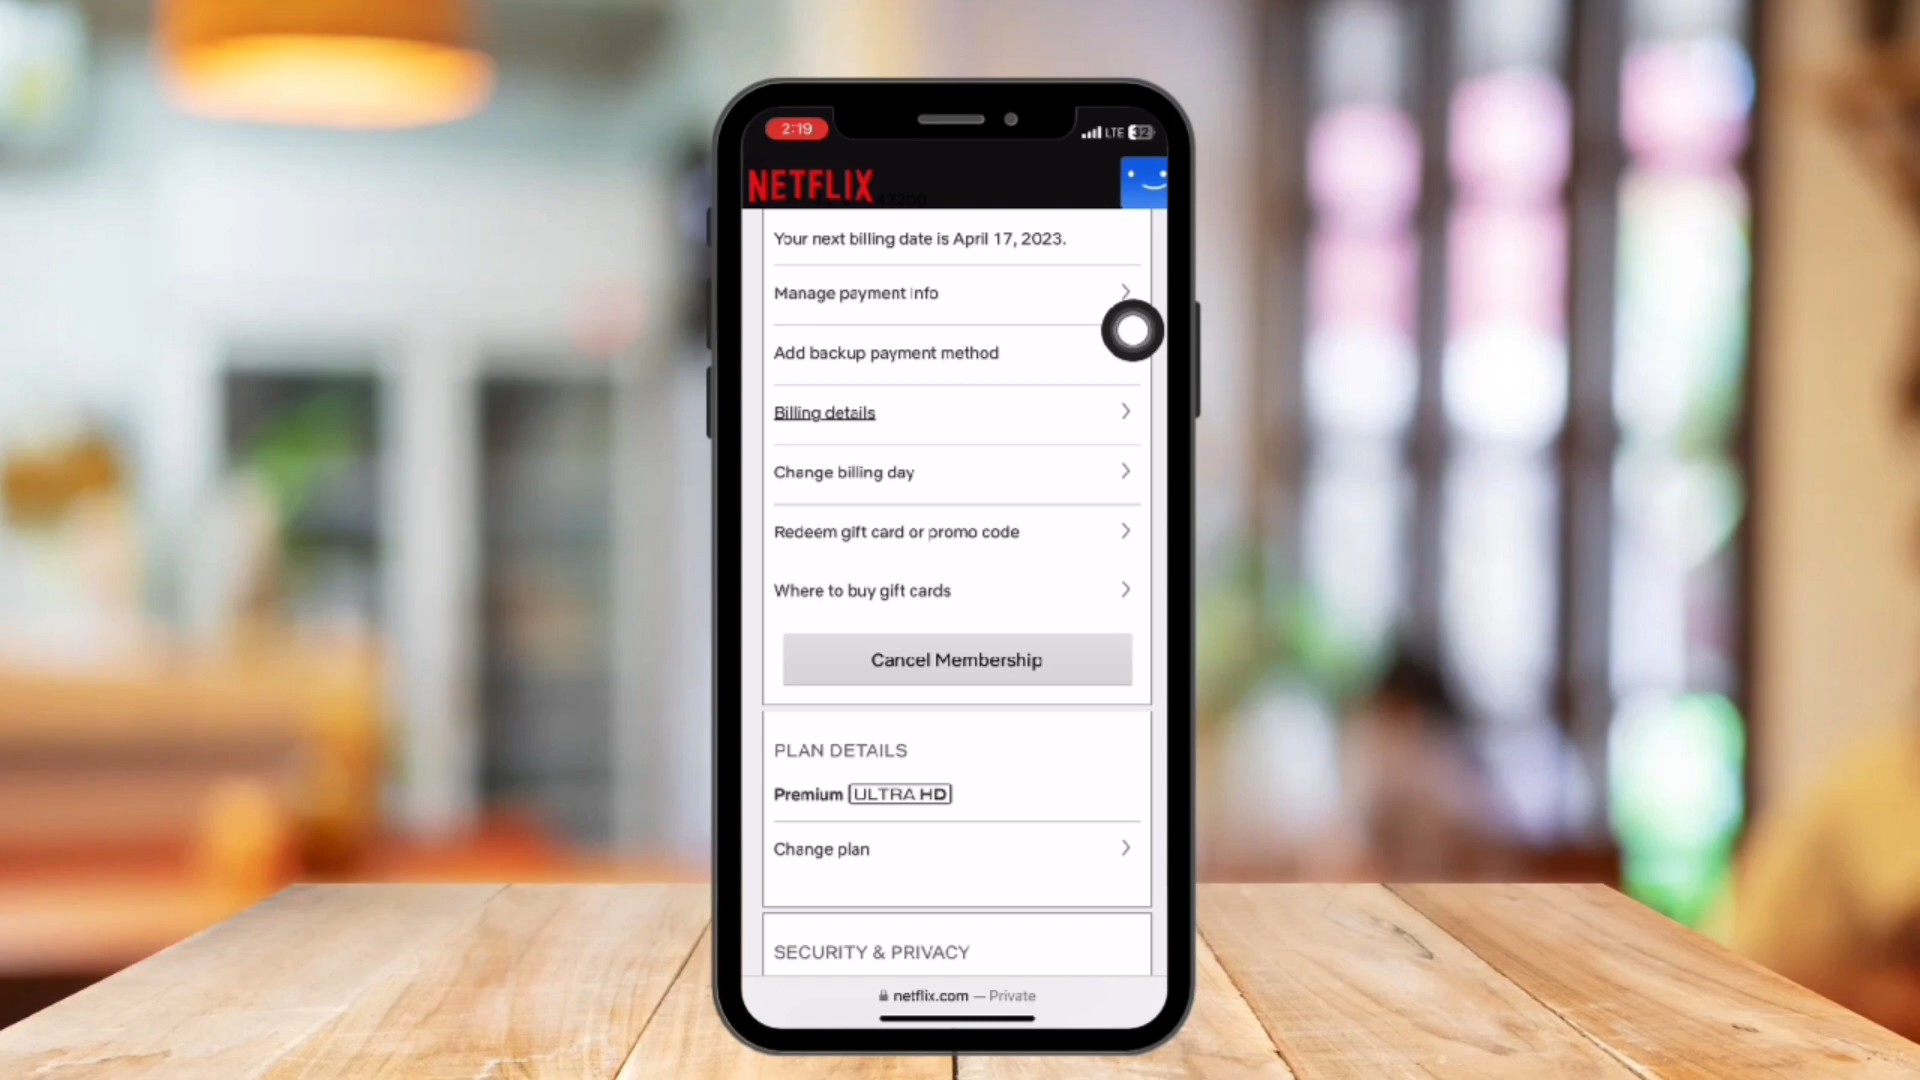 2:19
LTE 32
NETFLIX
Your next billing date is April 17, 2023.
Manage payment info
Add backup payment method
Billing details
Change billing day
Redeem gift card or promo code
Where to buy gift cards
Cancel Membership
PLAN DETAILS
Premium ULTRA HD
Change plan
SECURITY & PRIVACY
netflix.com — Private